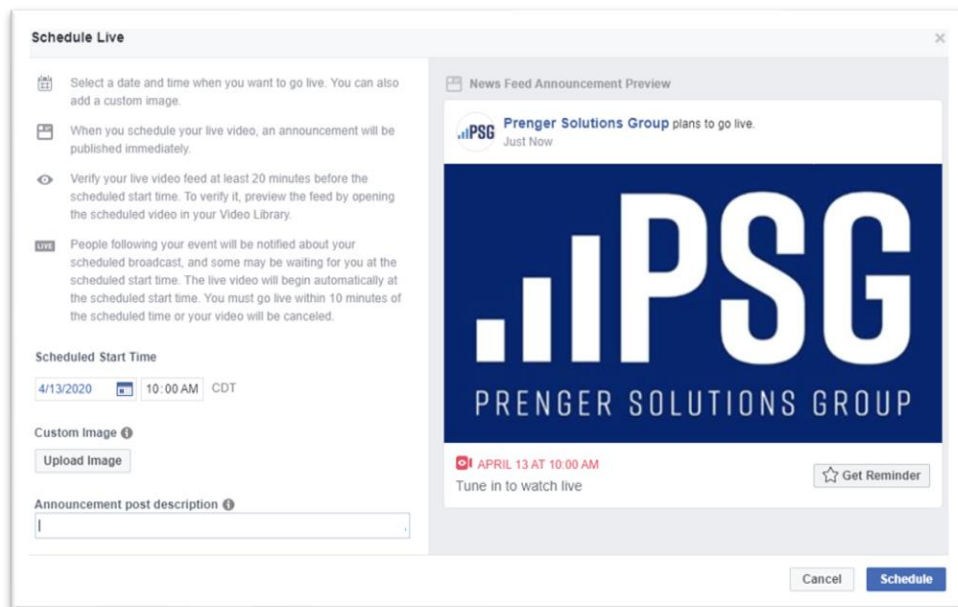 Schedule Live
Select a date and time when you want to go live. You can also
add a custom image.
When you schedule your live video, an announcement will be
published immediately.
Verify your live video feed at least 20 minutes before the
scheduled start time. To verify it, preview the feed by opening
the scheduled video in your Video Library.
LIVE
People following your event will be notified about your
scheduled broadcast, and some may be waiting for you at the
scheduled start time. The live video will begin automatically at
the scheduled start time. You must go live within 10 minutes of
the scheduled time or your video will be canceled.
Scheduled Start Time
4/13/2020 10:00 AM CDT
Custom Image
Upload Image
Announcement post description
News Feed Announcement Preview
PSG
Prenger Solutions Group plans to go live.
Just Now
PSG
PRENGER SOLUTIONS GROUP
APRIL 13 AT 10:00 AM
Tune in to watch live
Get Reminder
Cancel
Schedule